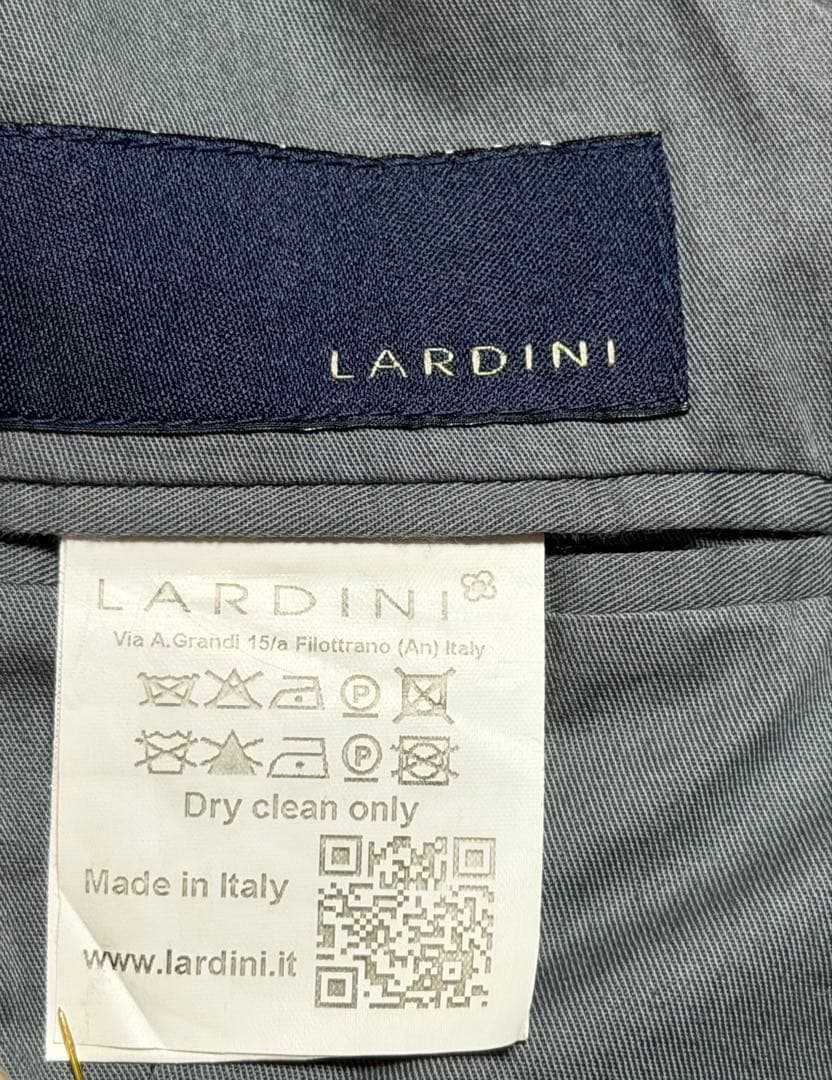 LARDINI
LARDINI
Via A.Grandi 15/a Filottrano (An) Italy
P
P
Dry clean only
Made in Italy
www.lardini.it